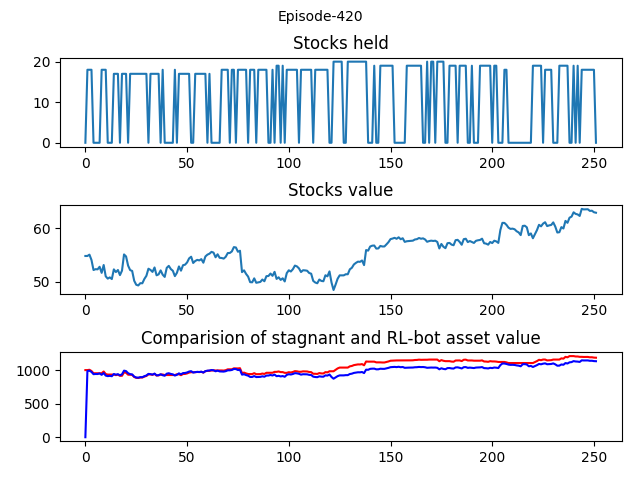 Episode-420
Stocks held
20
10
0
0 50 100 150 200 250
Stocks value
60
50
0 50 100 150 200 250
Comparision of stagnant and RL-bot asset value
1000
500
0
0 50 100 150 200 250